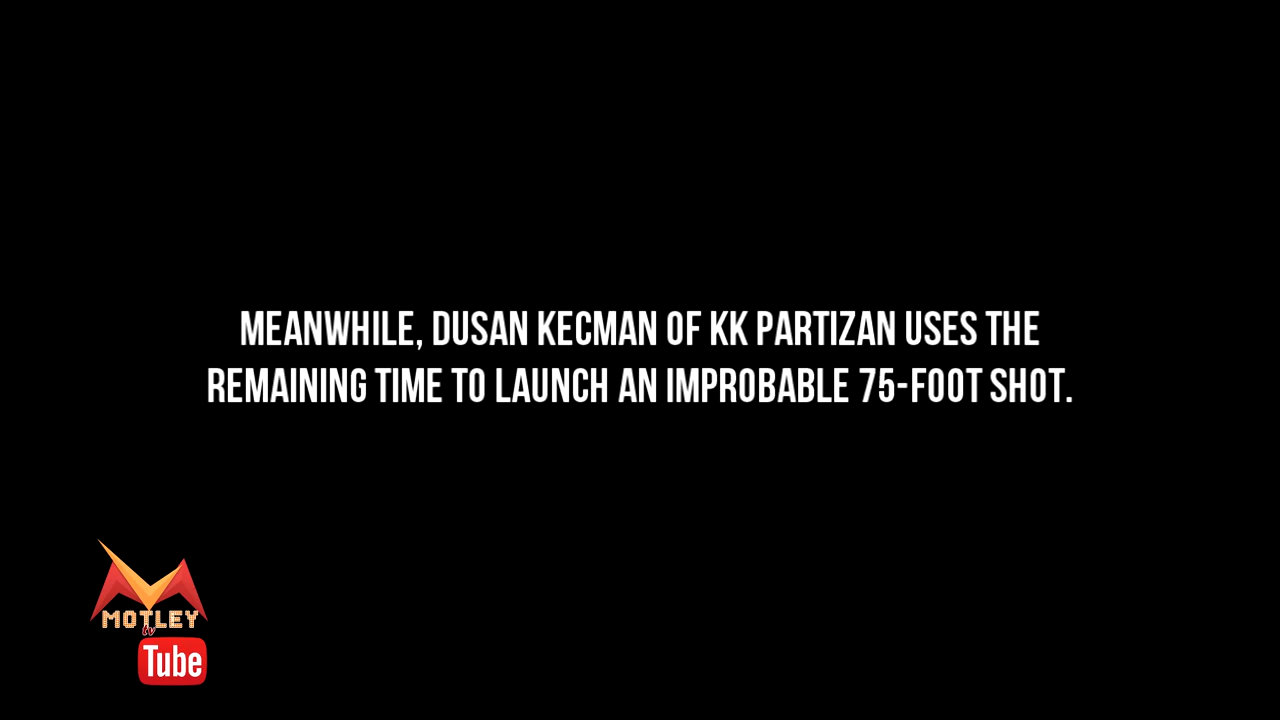 MEANWHILE, DUSAN KECMAN OF KK PARTIZAN USES THE
REMAINING TIME TO LAUNCH AN IMPROBABLE 75-FOOT SHOT.
MOTLEY
tv
Tube